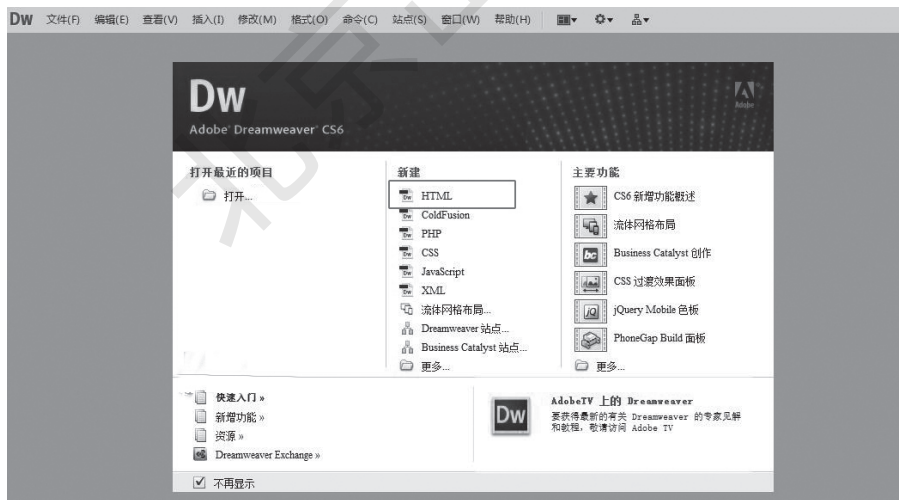 DW 文件(F) 编辑(E) 查看(V) 插入(I) 修改(M) 格式(O) 命令(C) 站点(S) 窗口(W) 帮助(H)
Dw
Adobe Dreamweaver CS6
Adobe
打开最近的项目
打开...
新建
HTML
ColdFusion
PHP
CSS
JavaScript
XML
流体网格布局...
Dreamweaver 站点...
Business Catalyst 站点...
更多...
主要功能
CS6 新增功能概述
流体网格布局
Business Catalyst 创作
CSS 过渡效果面板
jQuery Mobile 色板
PhoneGap Build 面板
更多...
快速入门 »
新增功能 »
资源 »
Dreamweaver Exchange »
Dw
AdobeTV 上的 Dreamweaver
要获得最新的有关 Dreamweaver 的专家见解
和教程，敬请访问 Adobe TV
不再显示
北京